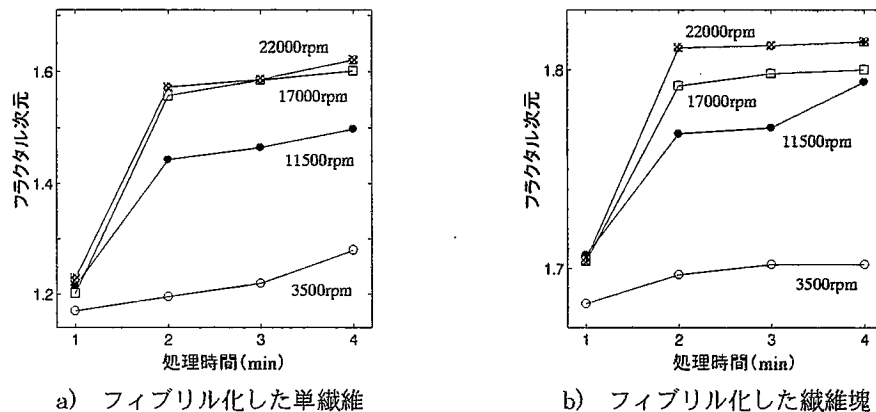 フラクタル次元
1.6
1.4
1.2
22000rpm
17000rpm
11500rpm
3500rpm
1
2
3
4
処理時間(min)
a) フィブリル化した単繊維
フラクタル次元
1.8
1.7
22000rpm
17000rpm
11500rpm
3500rpm
1
2
3
4
処理時間(min)
b) フィブリル化した繊維塊